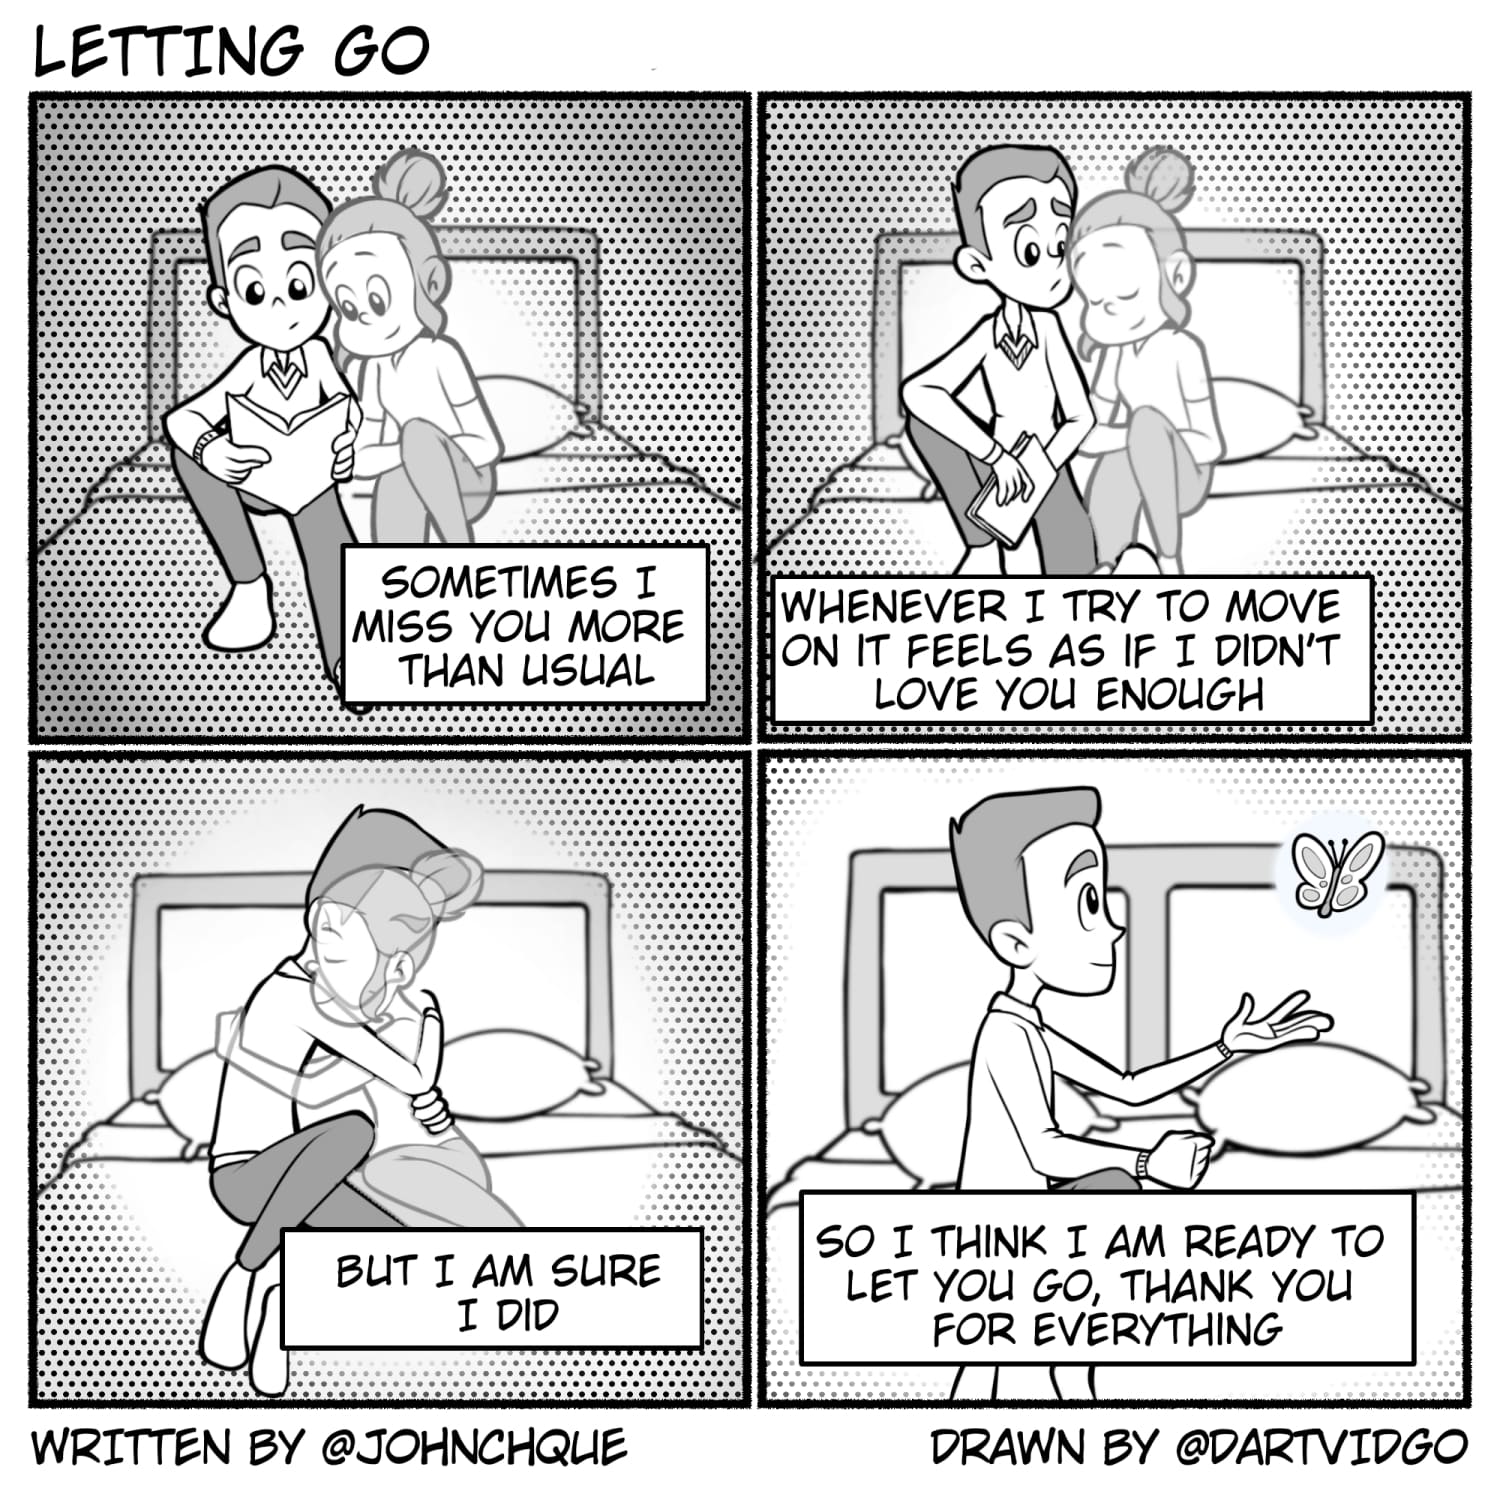 LETTING GO
SOMETIMES I
MISS YOU MORE
THAN USUAL
WHENEVER I TRY TO MOVE
ON IT FEELS AS IF I DIDN'T
LOVE YOU ENOUGH
BUT I AM SURE
I DID
SO I THINK I AM READY TO
LET YOU GO, THANK YOU
FOR EVERYTHING
WRITTEN BY @JOHNCHQUE
DRAWN BY @DARTVIDGO